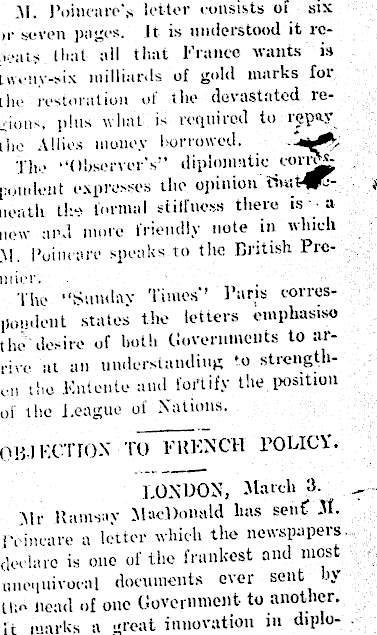 M. Poincare's letter consists of six
or seven pages. It is understood it re-
peats that all that France wants is
tweny-six milliards of gold marks for
the restoration of the devastated re-
gions, plus what is required to repay
the Allies money borrowed.
The "Observer's" diplomatic corres-
pondent expresses the opinion that
neath the formal stiffness there is a
new and more friendly note in which
M. Poincare speaks to the British Pre-
mier.
The "Sunday Times" Paris corres-
pondent states the letters emphasise
the desire of both Governments to ar-
rive at an understanding to strength-
en the Entente and fortify the position
of the League of Nations.
OBJECTION TO FRENCH POLICY.
LONDON, March 3.
Mr Ramsay MacDonald has sent M.
Poincare a letter which the newspapers
declare is one of the frankest and most
unequivocal documents ever sent by
the head of one Government to another.
it marks a great innovation in diplo-